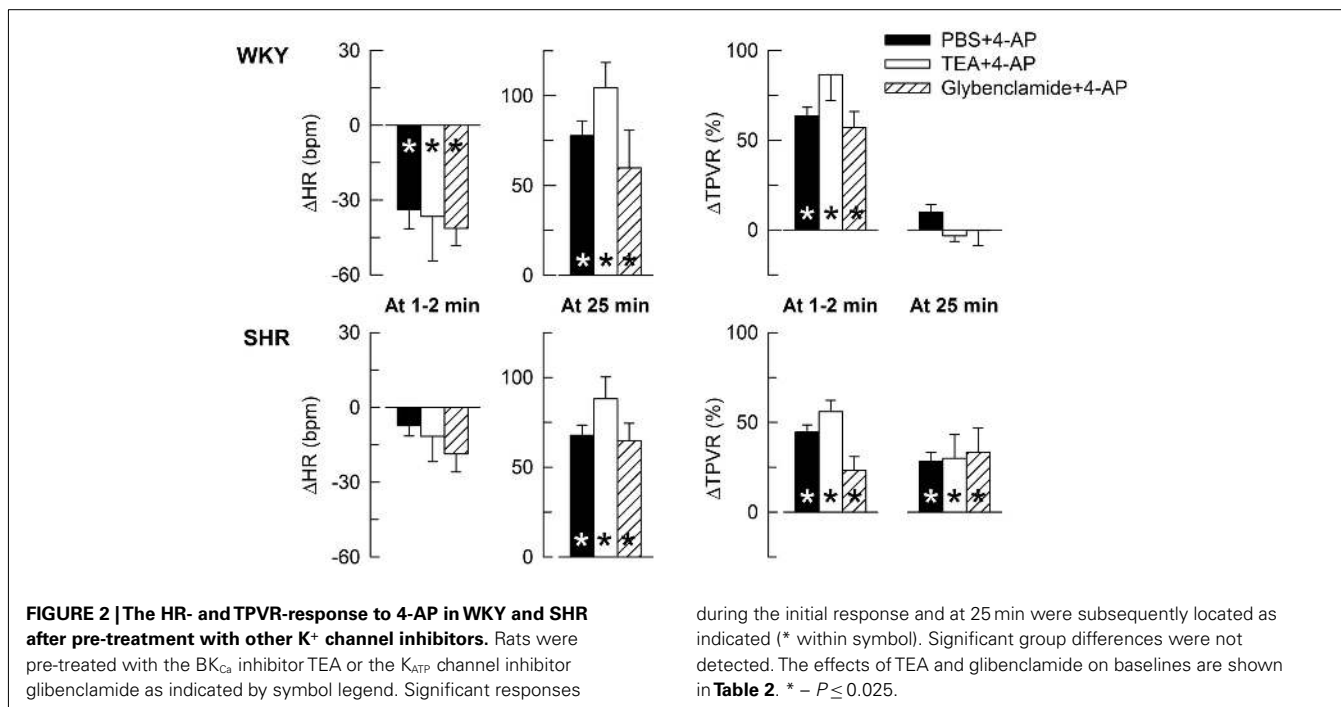 WKY
30
0
-30
-60
ΔHR (bpm)
* * *
At 1-2 min
100
50
0
* * *
At 25 min
100
50
0
ΔTPVR (%)
* * *
At 1-2 min
At 25 min
PBS+4-AP
TEA+4-AP
Glybenclamide+4-AP
SHR
30
0
-30
-60
ΔHR (bpm)
100
50
0
* * *
100
50
0
ΔTPVR (%)
* * *
* * *
FIGURE 2 | The HR- and TPVR-response to 4-AP in WKY and SHR
after pre-treatment with other K⁺ channel inhibitors. Rats were
pre-treated with the BKCa inhibitor TEA or the KATP channel inhibitor
glibenclamide as indicated by symbol legend. Significant responses
during the initial response and at 25 min were subsequently located as
indicated (* within symbol). Significant group differences were not
detected. The effects of TEA and glibenclamide on baselines are shown
in Table 2. * – P ≤ 0.025.